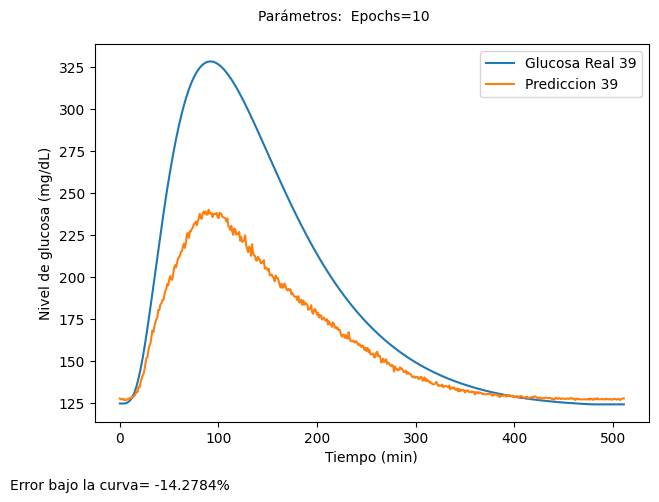 Parámetros:  Epochs=10
Glucosa Real 39
Prediccion 39
Nivel de glucosa (mg/dL)
325
300
275
250
225
200
175
150
125
0 100 200 300 400 500
Tiempo (min)
Error bajo la curva= -14.2784%